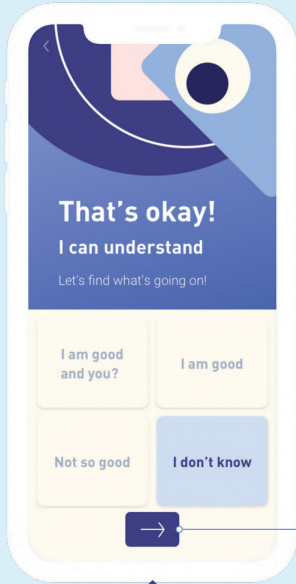 That's okay!
I can understand
Let's find what's going on!
I am good
and you?
I am good
Not so good
I don't know